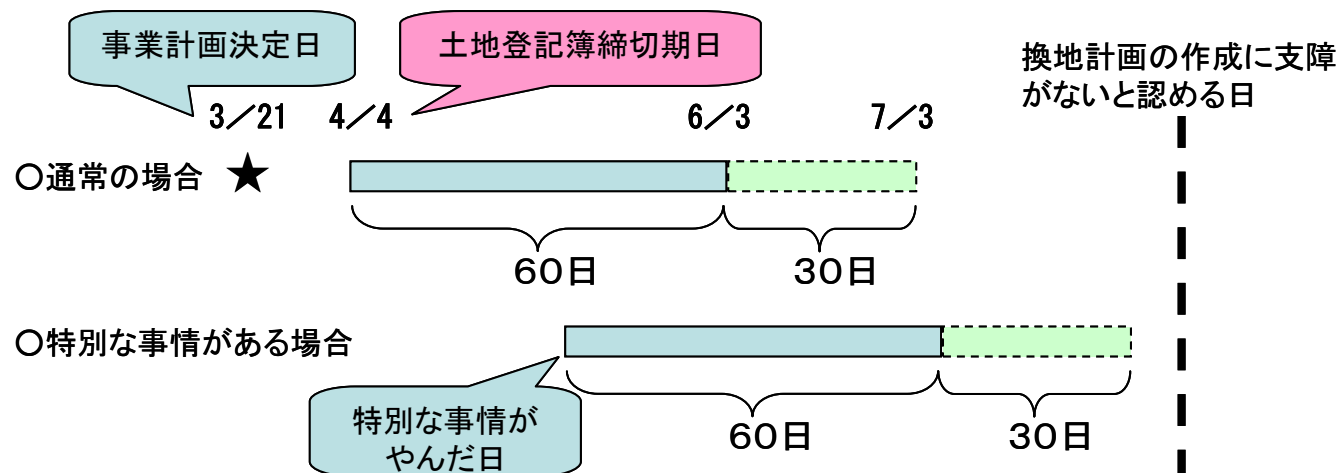 事業計画決定日
土地登記簿締切期日
換地計画の作成に支障
がないと認める日
3／21 4／4 6／3 7／3
○通常の場合 ★
60日 30日
○特別な事情がある場合
特別な事情が
やんだ日
60日 30日